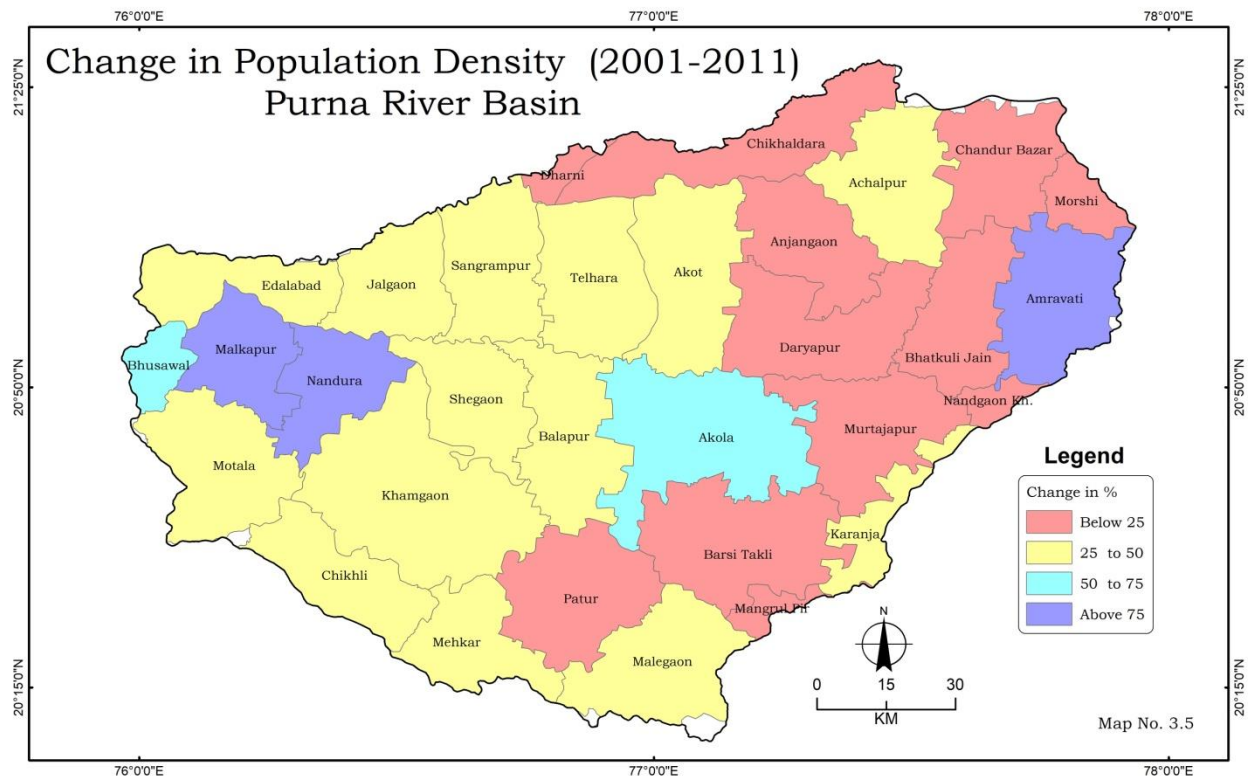 76°0'0"E
77°0'0"E
78°0'0"E
Change in Population Density (2001-2011)
Purna River Basin
21°25'0"N
21°25'0"N
Chikhaldara
Chandur Bazar
Dharni
Achalpur
Morshi
Anjangaon
Sangrampur
Telhara
Akot
Edalabad
Jalgaon
Amravati
Malkapur
Daryapur
Bhatkuli Jain
Bhusawal
Nandura
20°50'0"N
20°50'0"N
Shegaon
Nandgaon Kh.
Balapur
Akola
Murtajapur
Motala
Khamgaon
Legend
Change in %
Below 25
25 to 50
50 to 75
Above 75
Karanja
Barsi Takli
Chikhli
Patur
Mangrul Pir
N
Mehkar
Malegaon
20°15'0"N
20°15'0"N
0 15 30
KM
Map No. 3.5
76°0'0"E
77°0'0"E
78°0'0"E